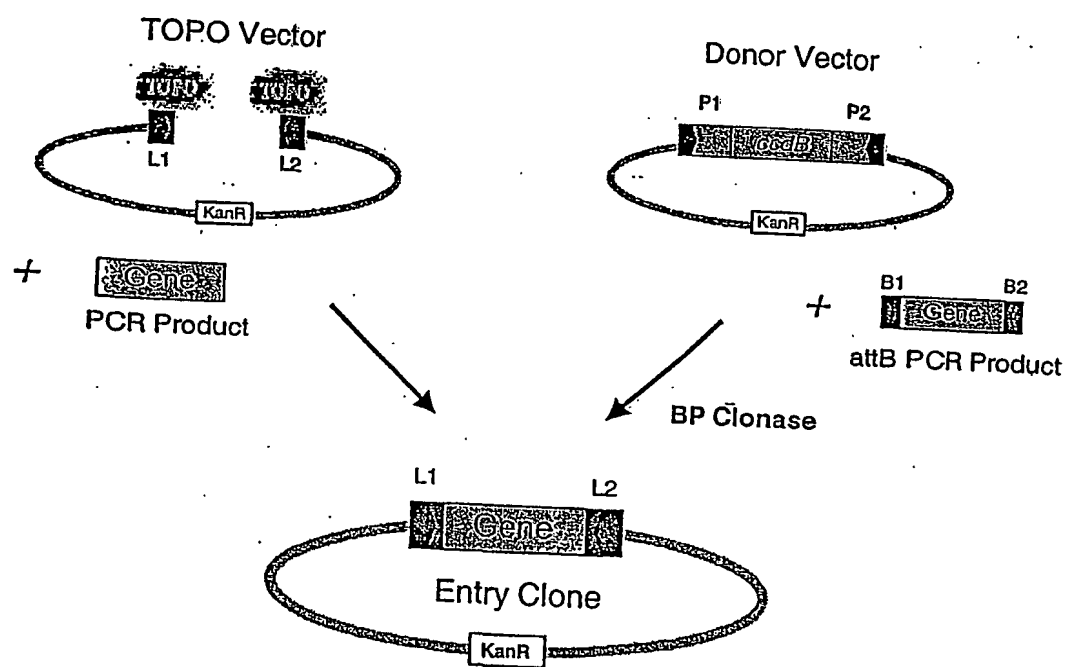 TOPO Vector
TOPO
TOPO
L1
L2
KanR
+
Gene
PCR Product
Donor Vector
P1
P2
ccdB
KanR
+
B1
B2
Gene
attB PCR Product
BP Clonase
L1
L2
Gene
Entry Clone
KanR